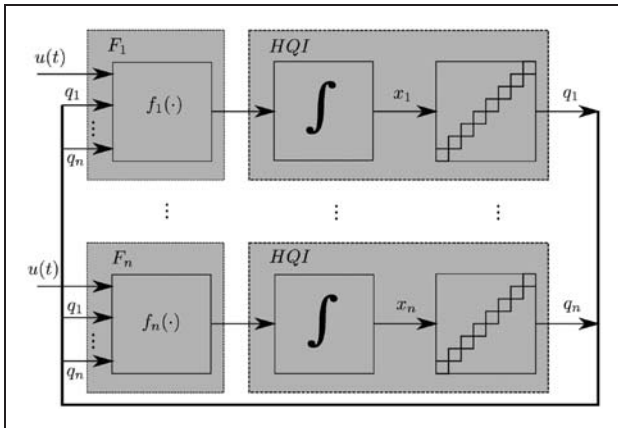 F₁ HQI
u(t)
q₁ f₁(·) ∫ x₁ q₁
⋮
qₙ
⋮ ⋮ ⋮
Fₙ HQI
u(t)
q₁ fₙ(·) ∫ xₙ qₙ
⋮
qₙ